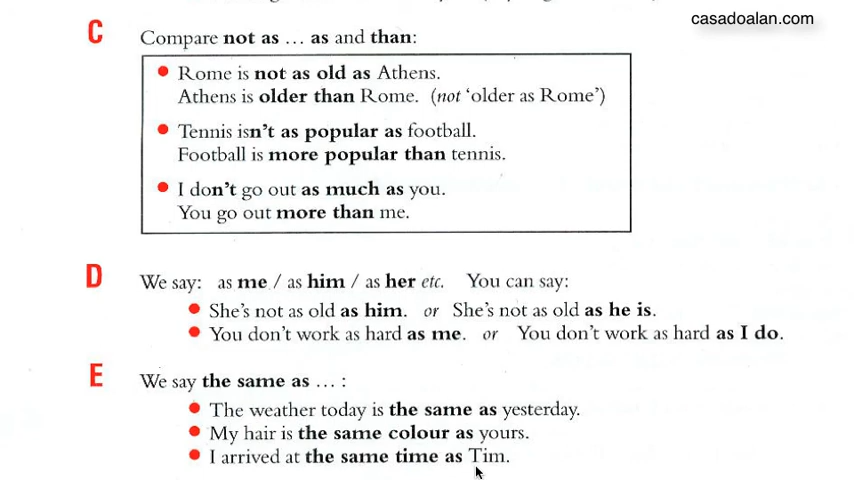 casadoalan.com
C
Compare not as ... as and than:
Rome is not as old as Athens.
Athens is older than Rome. (not 'older as Rome')
Tennis isn't as popular as football.
Football is more popular than tennis.
I don't go out as much as you.
You go out more than me.
D
We say: as me / as him / as her etc. You can say:
She's not as old as him. or She's not as old as he is.
You don't work as hard as me. or You don't work as hard as I do.
E
We say the same as ... :
The weather today is the same as yesterday.
My hair is the same colour as yours.
I arrived at the same time as Tim.